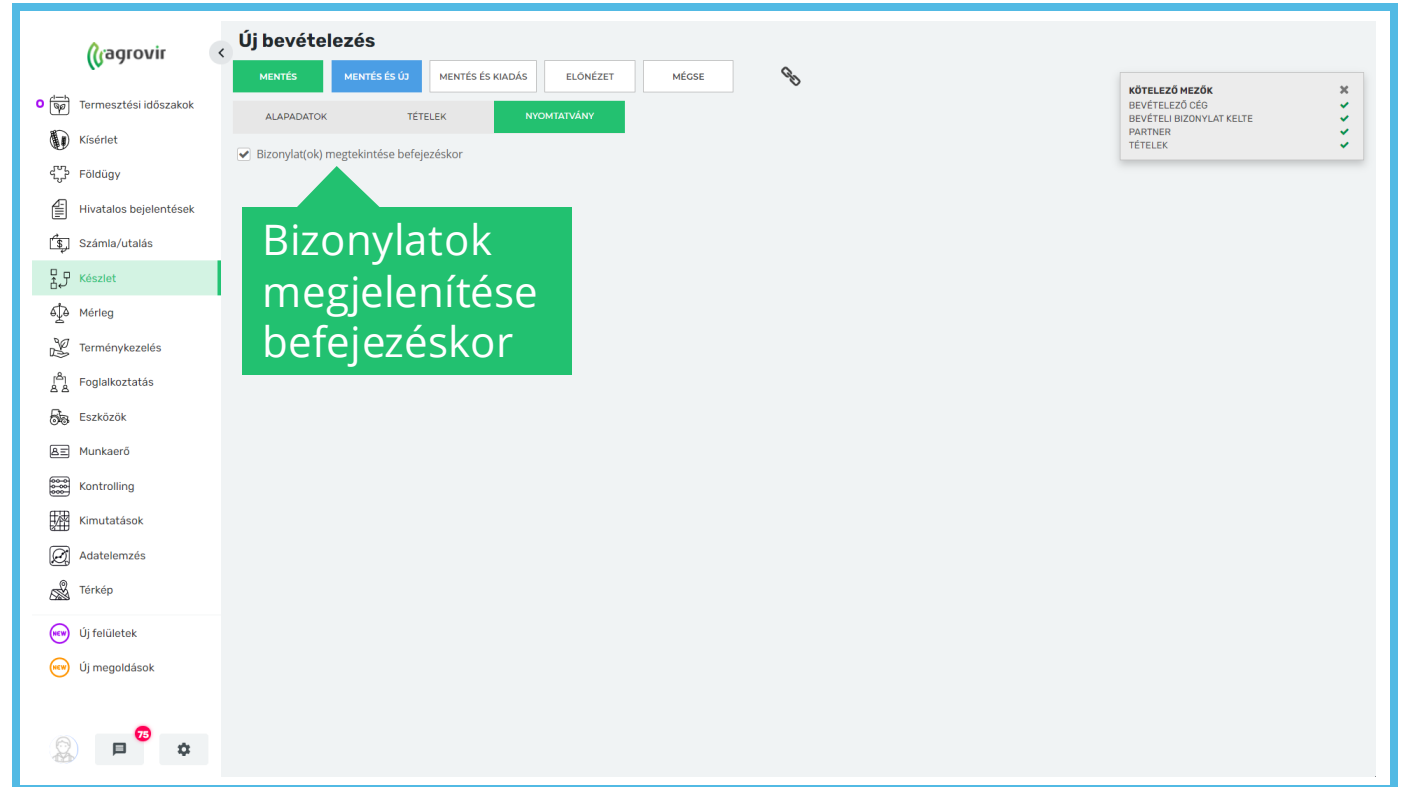 agrovir
Új bevételezés
MENTÉS
MENTÉS ÉS ÚJ
MENTÉS ÉS KIADÁS
ELŐNÉZET
MÉGSE
ALAPADATOK
TÉTELEK
NYOMTATVÁNY
Bizonylat(ok) megtekintése befejezéskor
Bizonylatok
megjelenítése
befejezéskor
KÖTELEZŐ MEZŐK
BEVÉTELEZŐ CÉG
BEVÉTELI BIZONYLAT KELTE
PARTNER
TÉTELEK
Termesztési időszakok
Kísérlet
Földügy
Hivatalos bejelentések
Számla/utalás
Készlet
Mérleg
Terménykezelés
Foglalkoztatás
Eszközök
Munkaerő
Kontrolling
Kimutatások
Adatelemzés
Térkép
NEW Új felületek
NEW Új megoldások
75